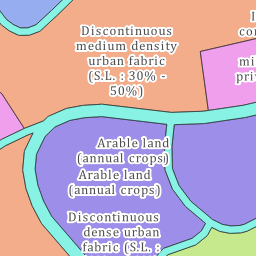 Discontinuous
medium density
urban fabric
(S.L. : 30% -
50%)
Arable land
(annual crops)
Arable land
(annual crops)
Discontinuous
dense urban
fabric (S.L. :